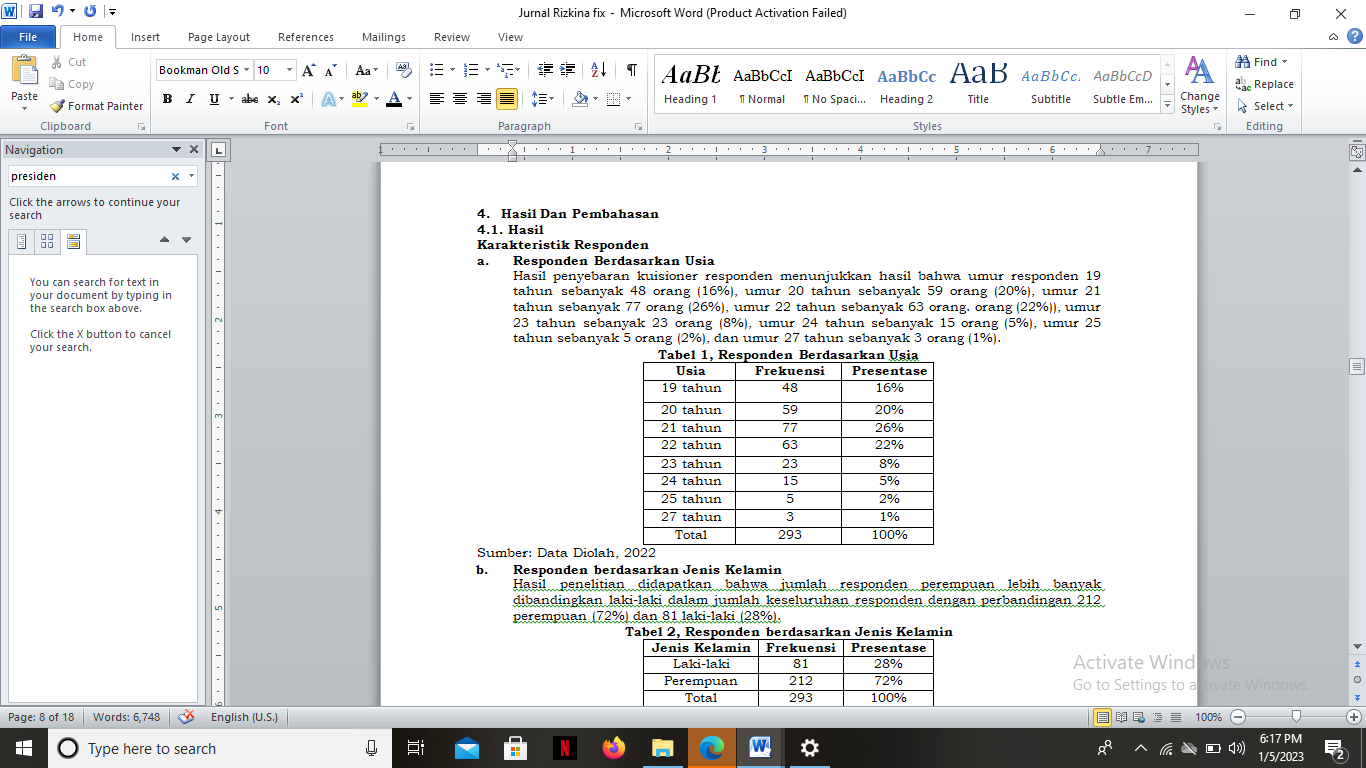 Jurnal Rizkina fix - Microsoft Word (Product Activation Failed)
File Home Insert Page Layout References Mailings Review View
Paste
Cut
Copy
Format Painter
Clipboard
Bookman Old S 10
Font
Paragraph
AaBb AaBbCcI AaBbCcI AaBbCc AaB AaBbCc. AaBbCcD
Heading 1 ¶ Normal ¶ No Spaci... Heading 2 Title Subtitle Subtle Em...
Styles
Change
Styles
Find
Replace
Select
Editing
Navigation
presiden
Click the arrows to continue your
search
You can search for text in
your document by typing in
the search box above.
Click the X button to cancel
your search.
1 1 2 3 4 5 6 7
1
2
3
4
5
4. Hasil Dan Pembahasan
4.1. Hasil
Karakteristik Responden
a. Responden Berdasarkan Usia
Hasil penyebaran kuisioner responden menunjukkan hasil bahwa umur responden 19
tahun sebanyak 48 orang (16%), umur 20 tahun sebanyak 59 orang (20%), umur 21
tahun sebanyak 77 orang (26%), umur 22 tahun sebanyak 63 orang. orang (22%)), umur
23 tahun sebanyak 23 orang (8%), umur 24 tahun sebanyak 15 orang (5%), umur 25
tahun sebanyak 5 orang (2%), dan umur 27 tahun sebanyak 3 orang (1%).
Tabel 1, Responden Berdasarkan Usia
Usia Frekuensi Presentase
19 tahun 48 16%
20 tahun 59 20%
21 tahun 77 26%
22 tahun 63 22%
23 tahun 23 8%
24 tahun 15 5%
25 tahun 5 2%
27 tahun 3 1%
Total 293 100%
Sumber: Data Diolah, 2022
b. Responden berdasarkan Jenis Kelamin
Hasil penelitian didapatkan bahwa jumlah responden perempuan lebih banyak
dibandingkan laki-laki dalam jumlah keseluruhan responden dengan perbandingan 212
perempuan (72%) dan 81 laki-laki (28%).
Tabel 2, Responden berdasarkan Jenis Kelamin
Jenis Kelamin Frekuensi Presentase
Laki-laki 81 28%
Perempuan 212 72%
Total 293 100%
Activate Windows
Go to Settings to activate Windows.
Page: 8 of 18 Words: 6,748 English (U.S.) 100%
Type here to search
6:17 PM
1/5/2023
2